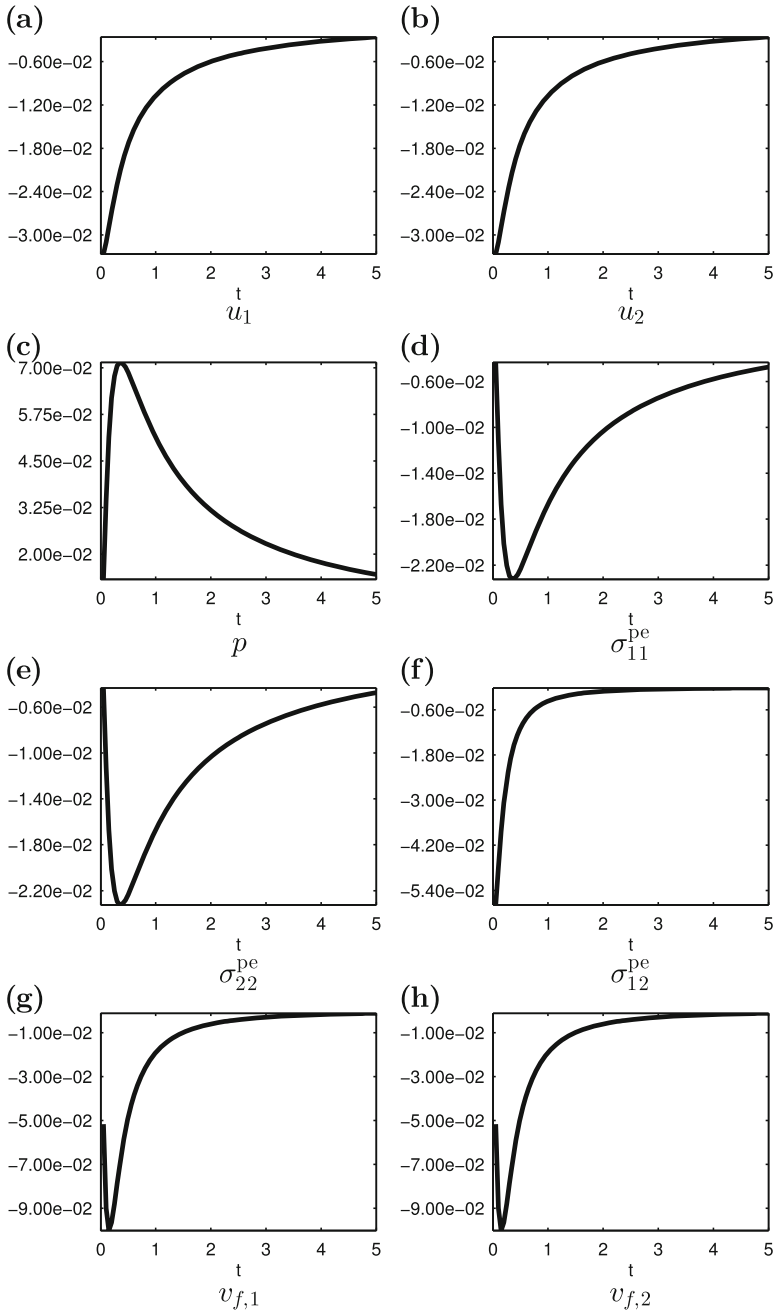 (a) (b)
−0.60e−02 −0.60e−02
−1.20e−02 −1.20e−02
−1.80e−02 −1.80e−02
−2.40e−02 −2.40e−02
−3.00e−02 −3.00e−02
0 1 2 3 4 5 0 1 2 3 4 5
t t
u₁ u₂
(c) (d)
7.00e−02 −0.60e−02
5.75e−02 −1.00e−02
4.50e−02 −1.40e−02
3.25e−02 −1.80e−02
2.00e−02 −2.20e−02
0 1 2 3 4 5 0 1 2 3 4 5
t t
p σ₁₁^pe
(e) (f)
−0.60e−02 −0.60e−02
−1.00e−02 −1.80e−02
−1.40e−02 −3.00e−02
−1.80e−02 −4.20e−02
−2.20e−02 −5.40e−02
0 1 2 3 4 5 0 1 2 3 4 5
t t
σ₂₂^pe σ₁₂^pe
(g) (h)
−1.00e−02 −1.00e−02
−3.00e−02 −3.00e−02
−5.00e−02 −5.00e−02
−7.00e−02 −7.00e−02
−9.00e−02 −9.00e−02
0 1 2 3 4 5 0 1 2 3 4 5
t t
v_f,1 v_f,2